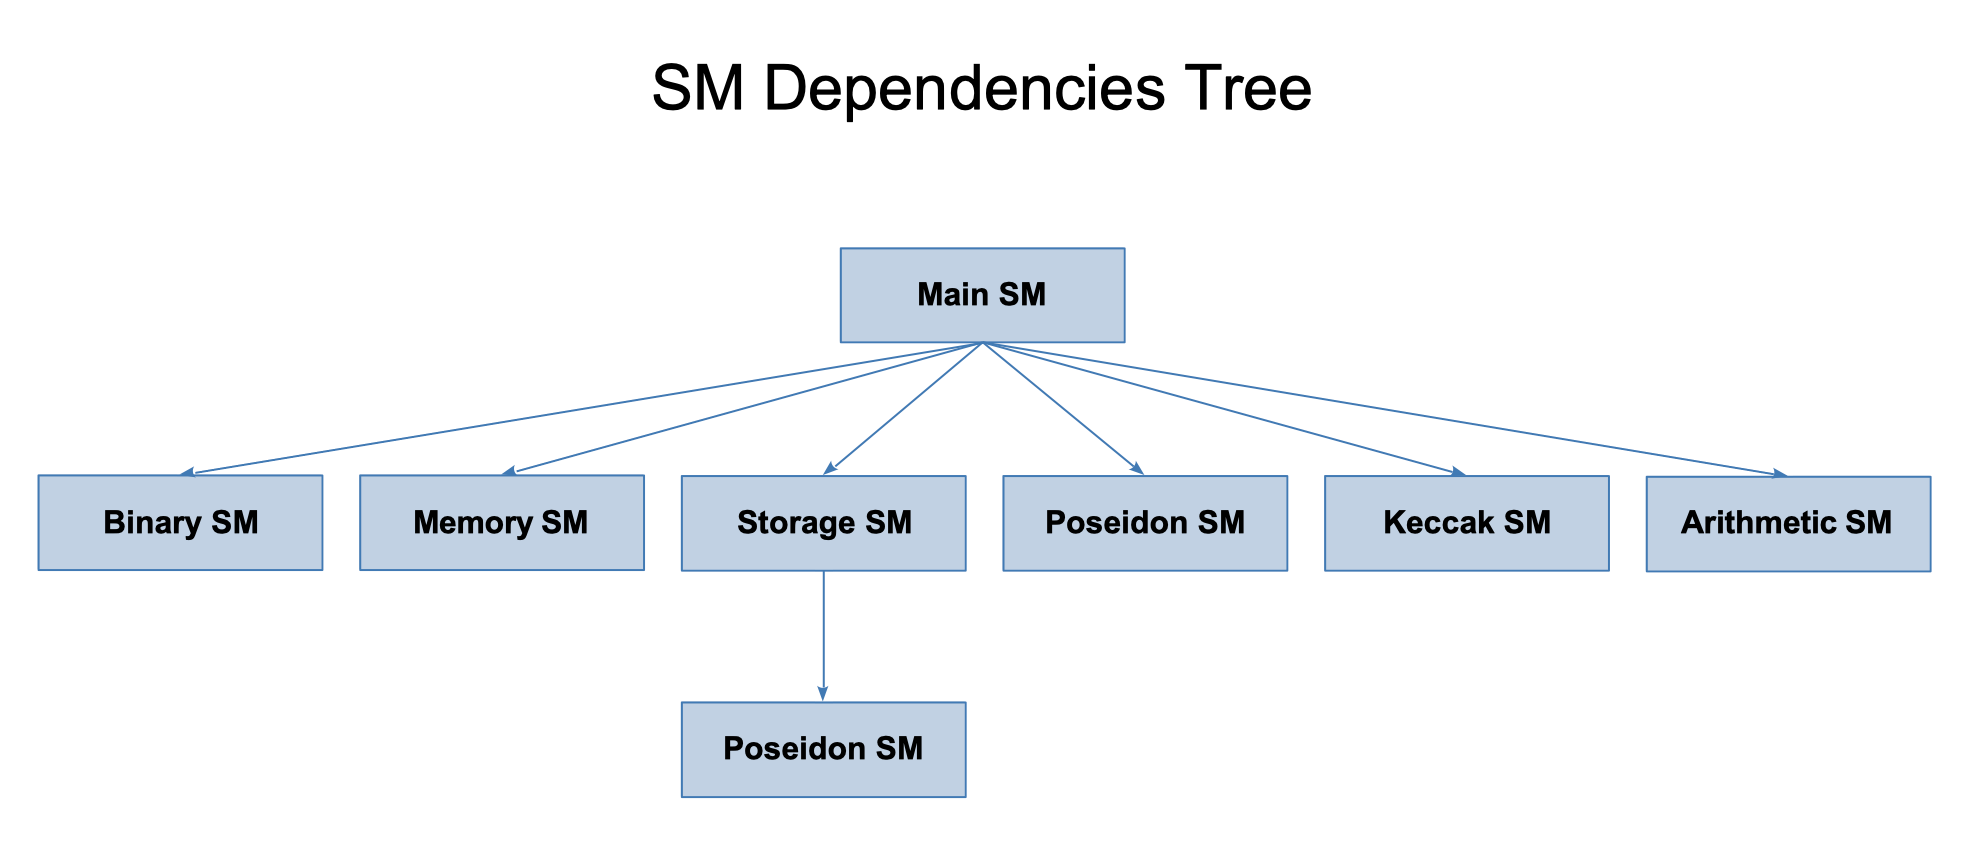 SM Dependencies Tree
Main SM
Binary SM
Memory SM
Storage SM
Poseidon SM
Keccak SM
Arithmetic SM
Poseidon SM